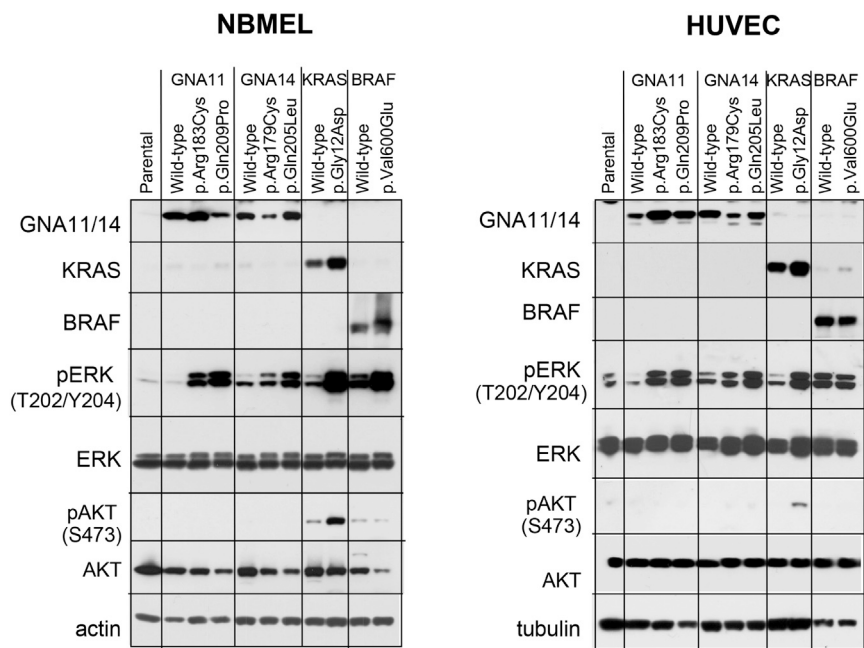 NBMEL
GNA11 GNA14 KRAS BRAF
Parental
Wild-type
p.Arg183Cys
p.Gln209Pro
Wild-type
p.Arg179Cys
p.Gln205Leu
Wild-type
p.Gly12Asp
Wild-type
p.Val600Glu
GNA11/14
KRAS
BRAF
pERK
(T202/Y204)
ERK
pAKT
(S473)
AKT
actin
HUVEC
GNA11 GNA14 KRAS BRAF
Parental
Wild-type
p.Arg183Cys
p.Gln209Pro
Wild-type
p.Arg179Cys
p.Gln205Leu
Wild-type
p.Gly12Asp
Wild-type
p.Val600Glu
GNA11/14
KRAS
BRAF
pERK
(T202/Y204)
ERK
pAKT
(S473)
AKT
tubulin